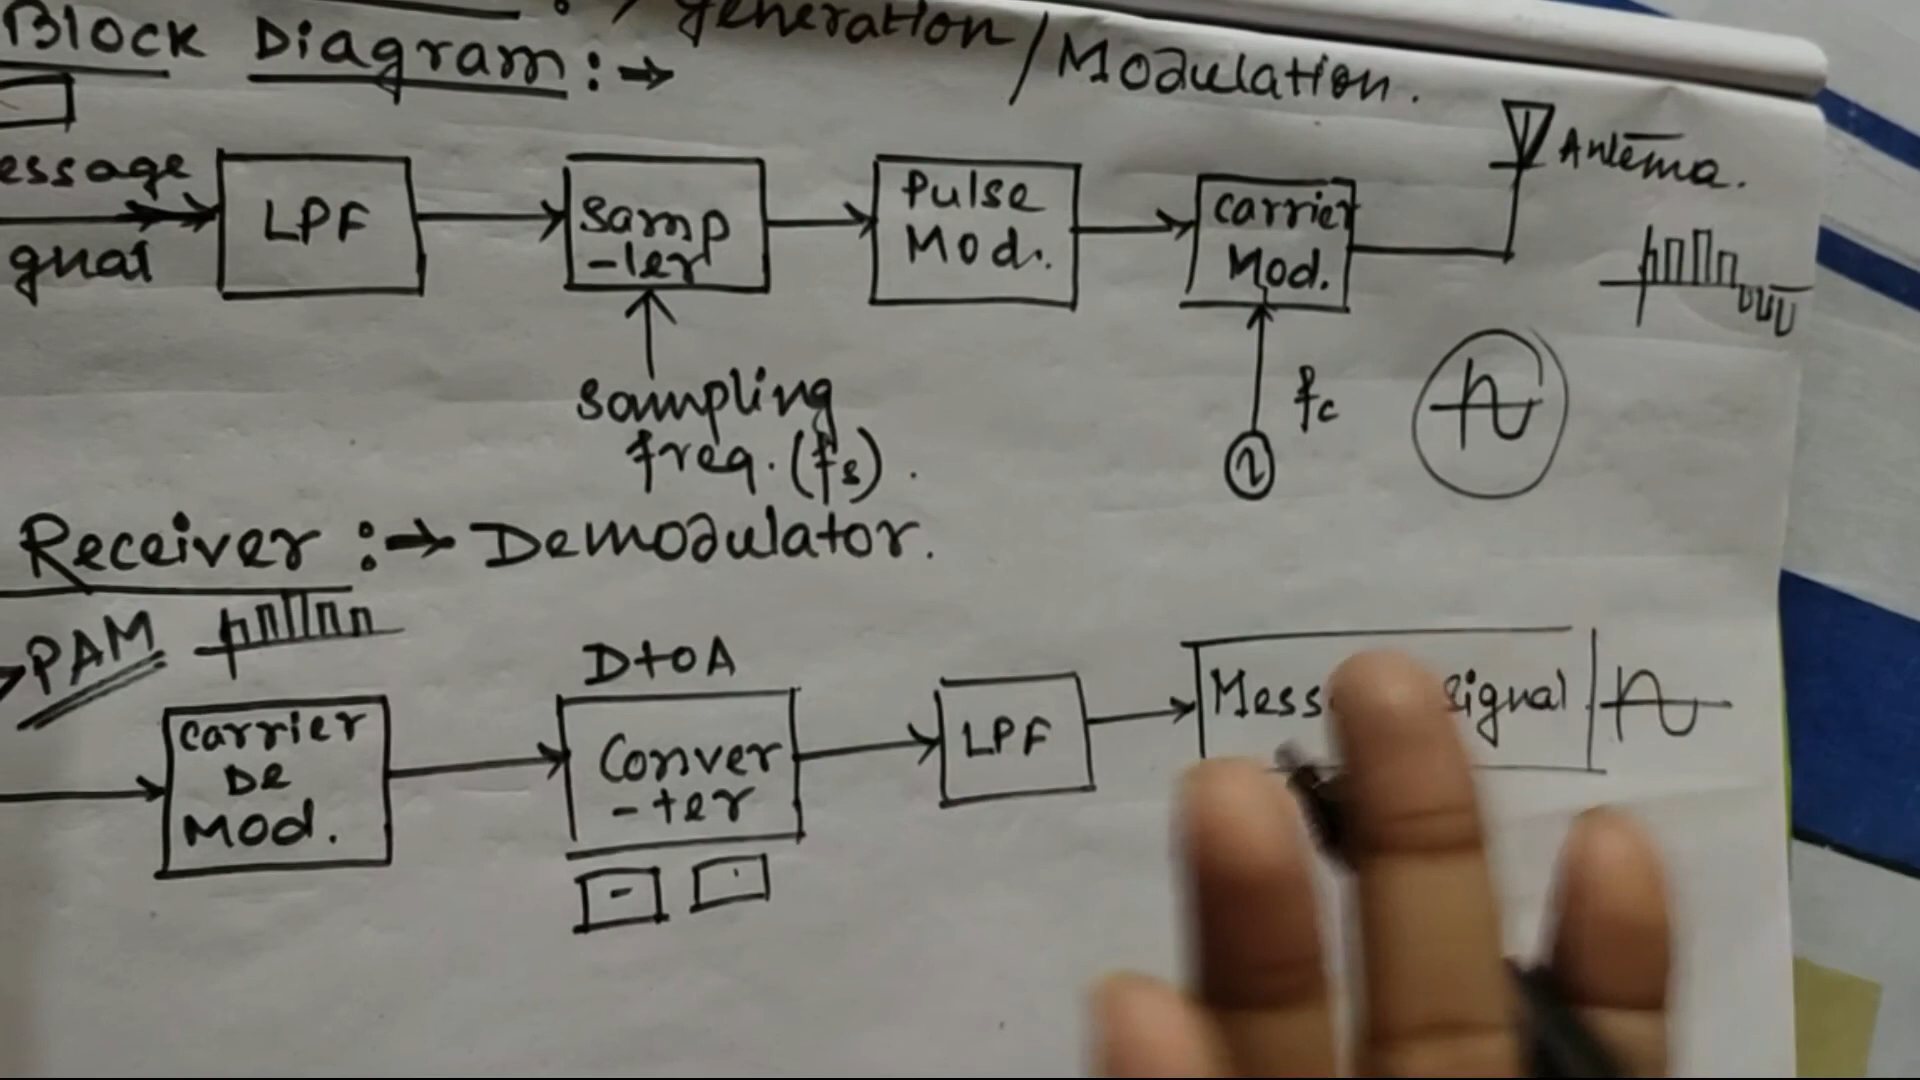 Block Diagram :→ generation/Modulation.
essage
gnal
LPF
Samp
-ler
Pulse
Mod.
Carrier
Mod.
Antenna.
Sampling
freq. (fs).
fc
Receiver :→ Demodulator.
PAM
Carrier
De
Mod.
D to A
Conver
-ter
LPF
Mess signal